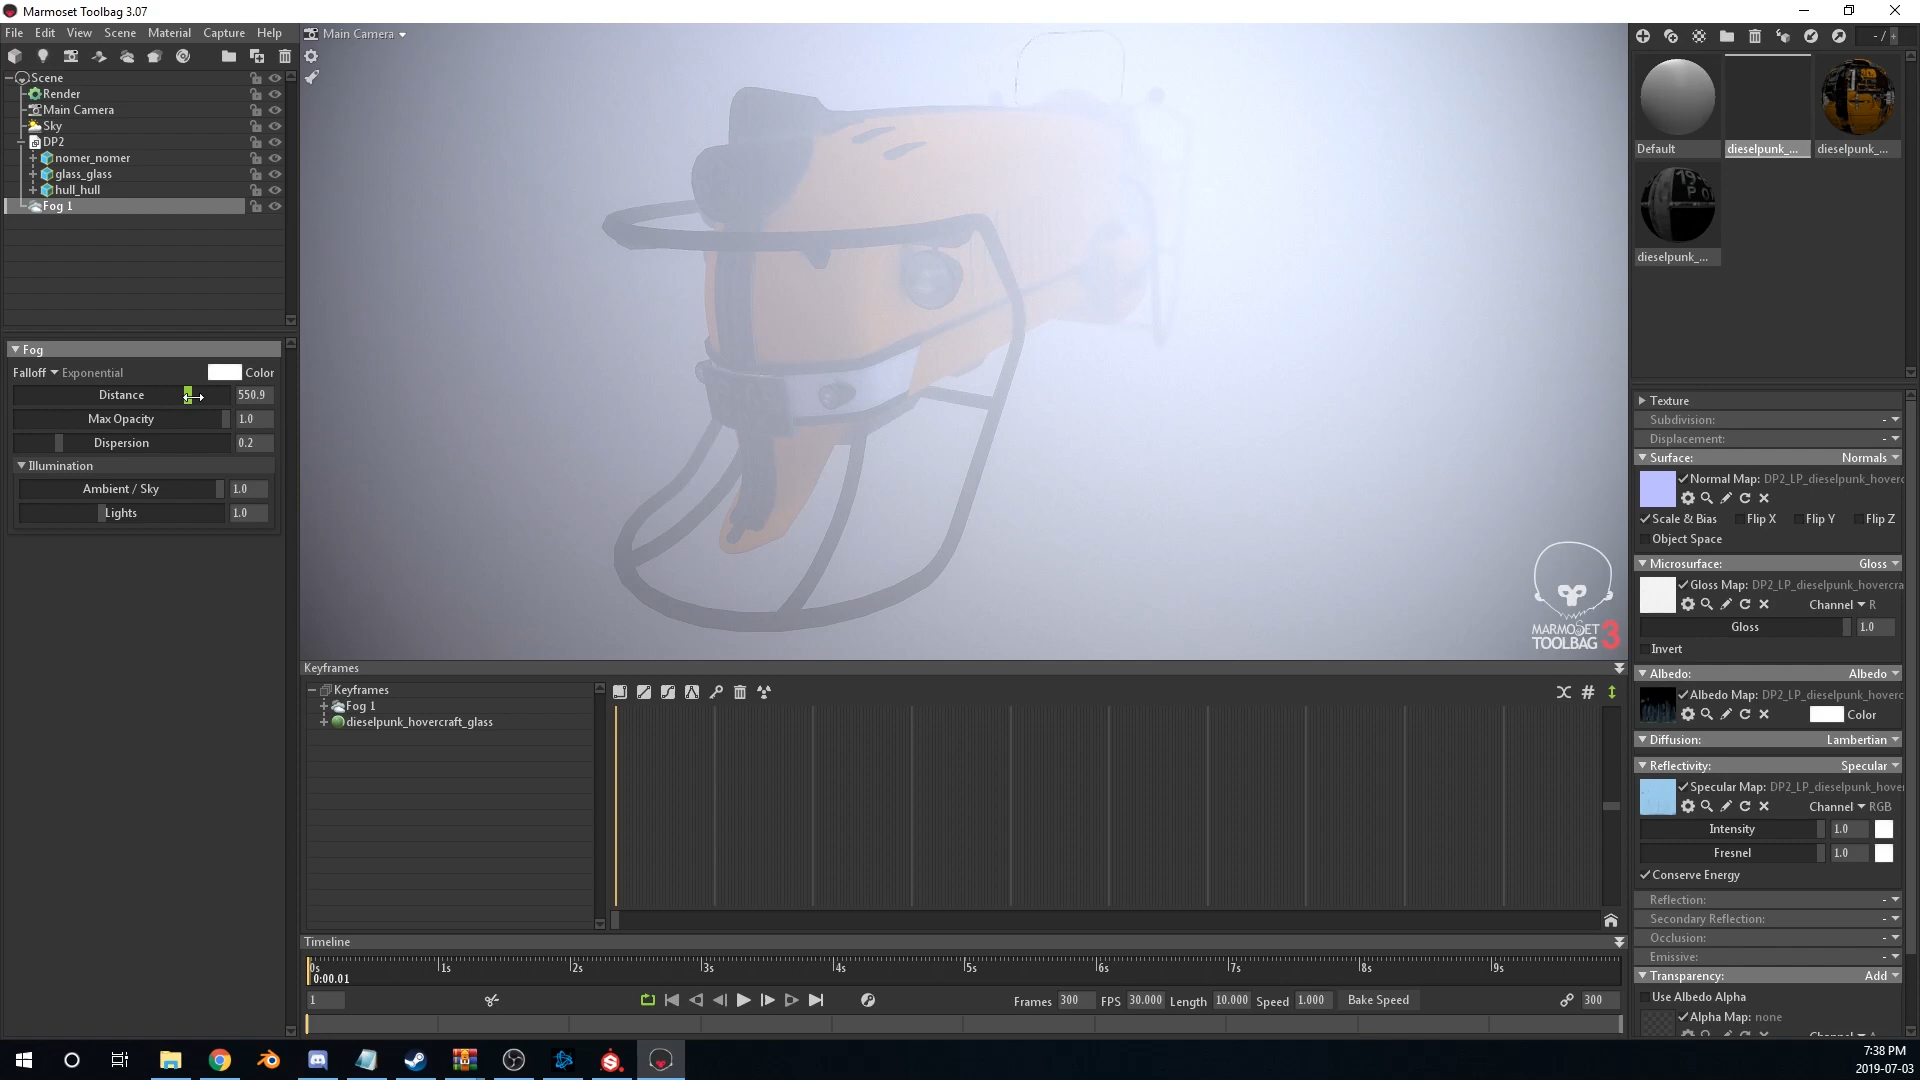 Marmoset Toolbag 3.07
File Edit View Scene Material Capture Help
Scene
Render
Main Camera
Sky
DP2
nomer_nomer
glass_glass
hull_hull
Fog 1
Fog
Falloff Exponential Color
Distance 550.9
Max Opacity 1.0
Dispersion 0.2
Illumination
Ambient / Sky 1.0
Lights 1.0
Main Camera
MARMOSET
TOOLBAG 3
Keyframes
Keyframes
Fog 1
dieselpunk_hovercraft_glass
Timeline
0s 1s 2s 3s 4s 5s 6s 7s 8s 9s
0:00.01
1 Frames 300 FPS 30.000 Length 10.000 Speed 1.000 Bake Speed 300
- /
Default dieselpunk_... dieselpunk_...
dieselpunk_...
Texture
Subdivision: -
Displacement: -
Surface: Normals
Normal Map: DP2_LP_dieselpunk_hoverc
Scale & Bias Flip X Flip Y Flip Z
Object Space
Microsurface: Gloss
Gloss Map: DP2_LP_dieselpunk_hovercra
Channel R
Gloss 1.0
Invert
Albedo: Albedo
Albedo Map: DP2_LP_dieselpunk_hoverc
Color
Diffusion: Lambertian
Reflectivity: Specular
Specular Map: DP2_LP_dieselpunk_hover
Channel RGB
Intensity 1.0
Fresnel 1.0
Conserve Energy
Reflection: -
Secondary Reflection: -
Occlusion: -
Emissive: -
Transparency: Add
Use Albedo Alpha
Alpha Map: none
7:38 PM
2019-07-03